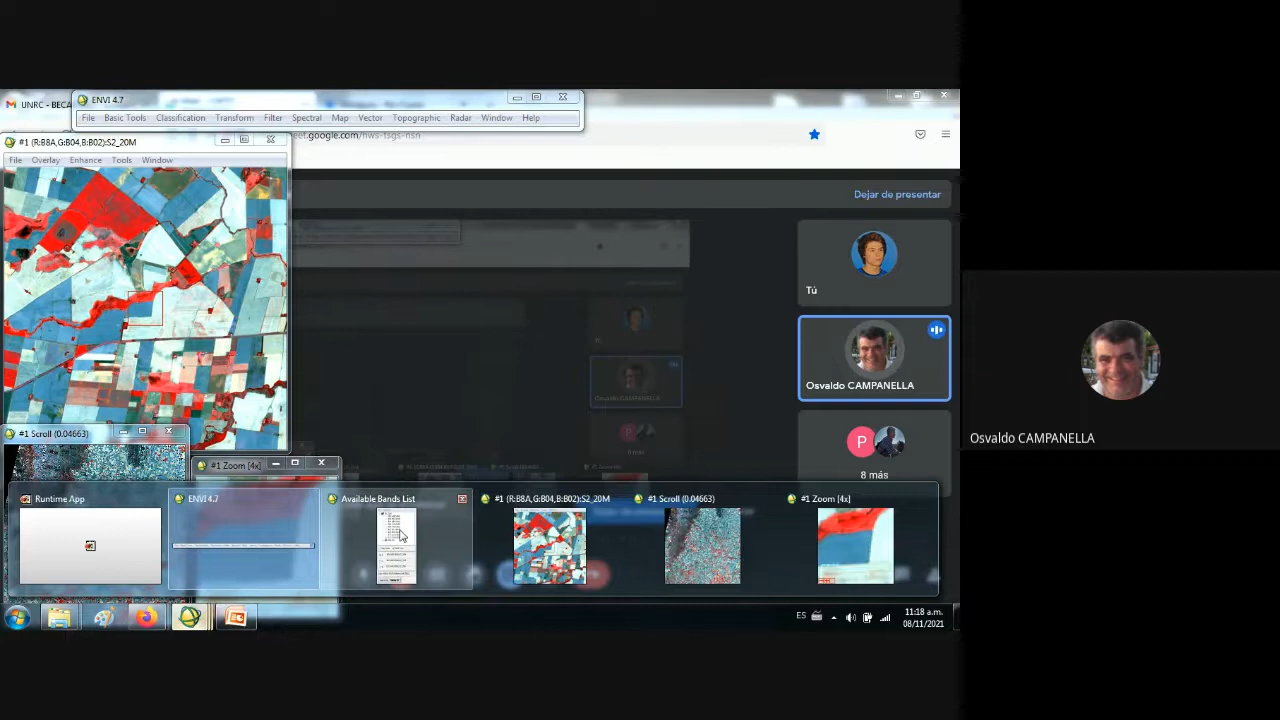 UNRC - BECA
ENVI 4.7
File Basic Tools Classification Transform Filter Spectral Map Vector Topographic Radar Window Help
eet.google.com/hws-tsgs-nsn
#1 (R:B8A,G:B04,B:B02):S2_20M
File Overlay Enhance Tools Window
Dejar de presentar
Tú
Osvaldo CAMPANELLA
P
8 más
Osvaldo CAMPANELLA
#1 Scroll (0.04663)
#1 Zoom [4x]
Runtime App
ENVI 4.7
Available Bands List
#1 (R:B8A,G:B04,B:B02):S2_20M
#1 Scroll (0.04663)
#1 Zoom [4x]
ES
11:18 a.m.
08/11/2021